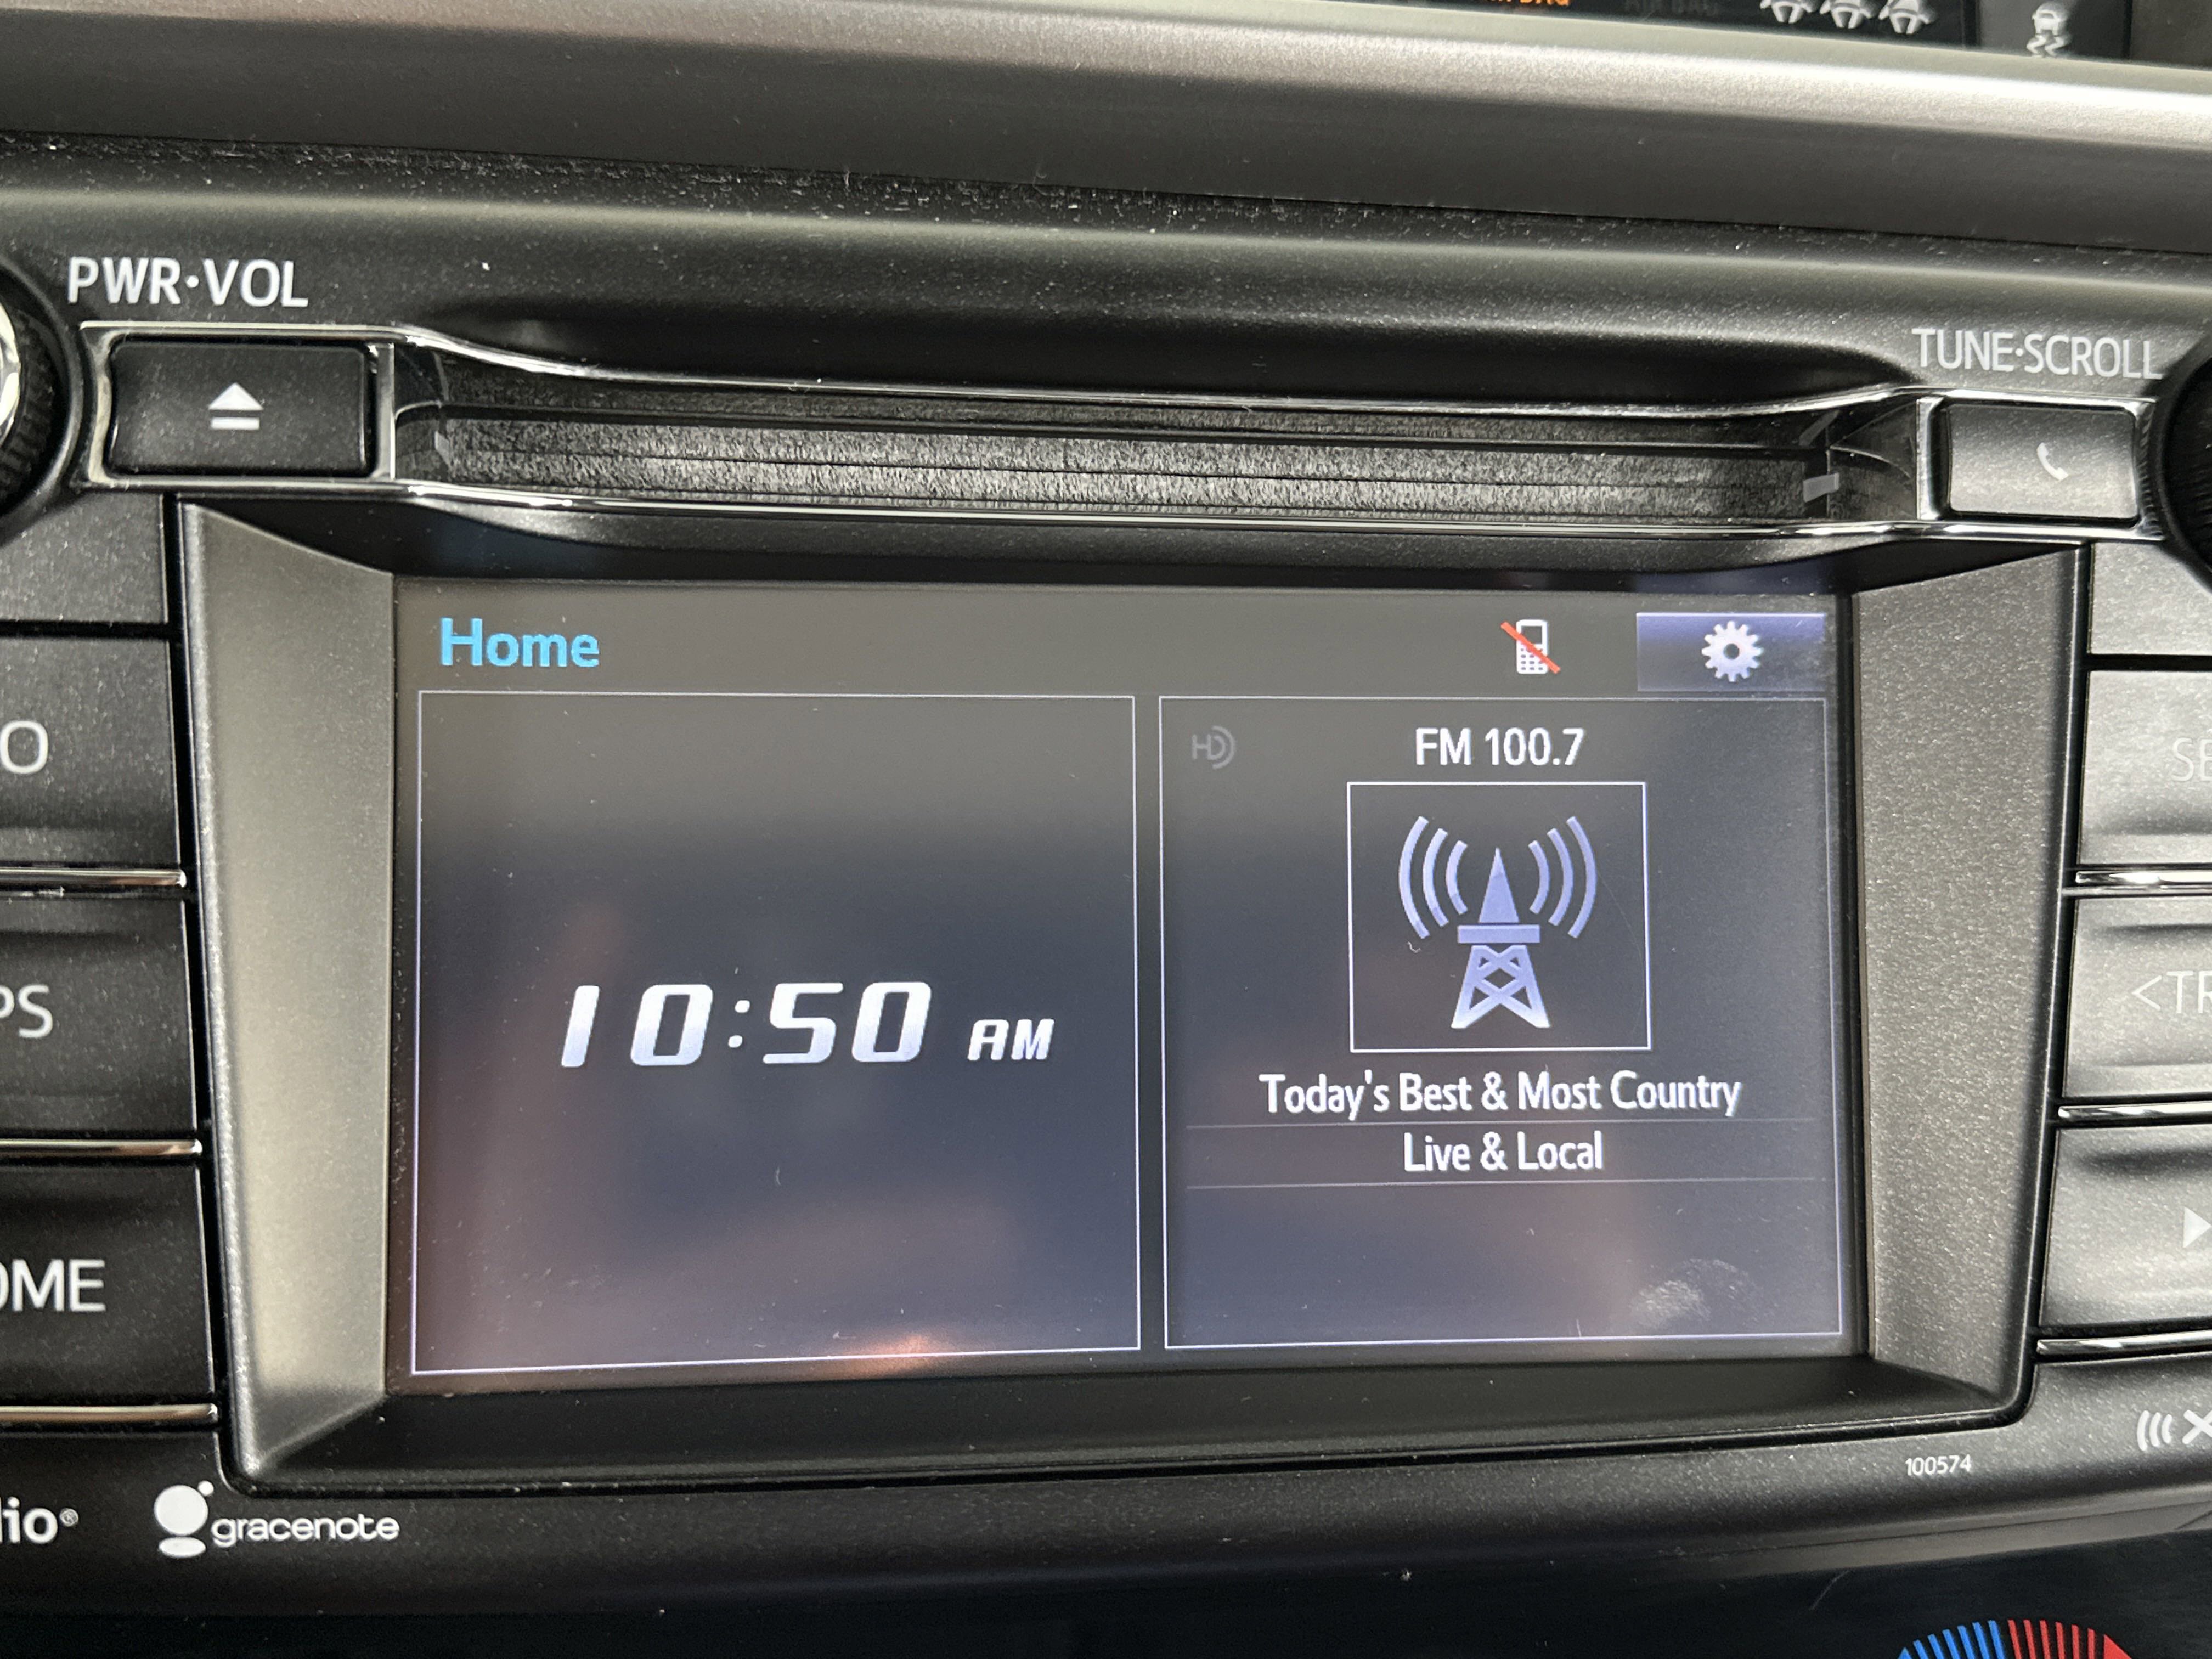 PWR·VOL
TUNE·SCROLL
Home
HD
FM 100.7
10:50 AM
Today's Best & Most Country
Live & Local
100574
gracenote